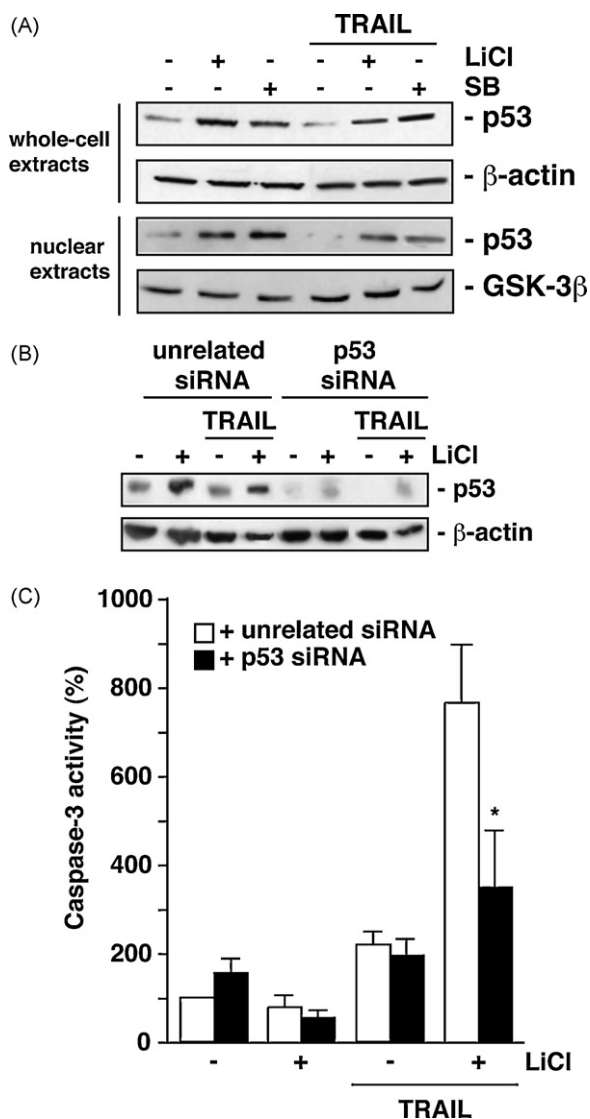 (A)
TRAIL
- + - - + - LiCl
- - + - - + SB
whole-cell
extracts
- p53
- β-actin
nuclear
extracts
- p53
- GSK-3β
(B)
unrelated
siRNA
p53
siRNA
TRAIL TRAIL
- + - + - + - + LiCl
- p53
- β-actin
(C)
Caspase-3 activity (%)
1000
800
600
400
200
0
+ unrelated siRNA
+ p53 siRNA
*
- + - + LiCl
TRAIL